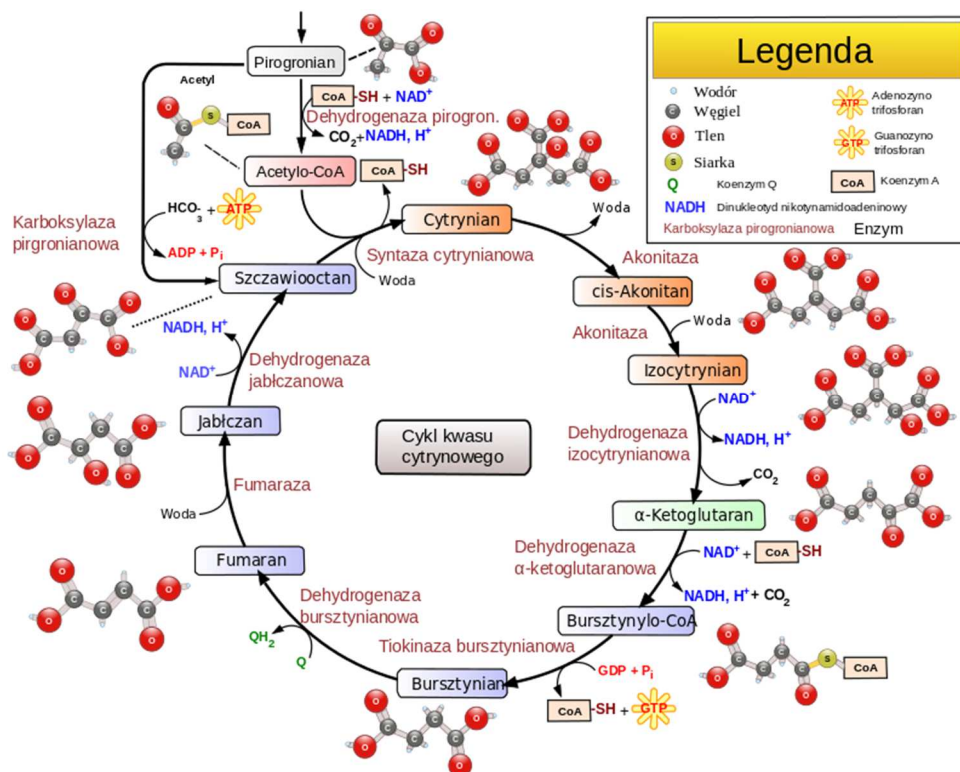 Legenda
Wodór
Węgiel
Tlen
Siarka
Q Koenzym Q
NADH Dinukleotyd nikotynamidoadeninowy
Karboksylaza pirogronianowa Enzym
ATP Adenozyno
trifosforan
GTP Guanozyno
trifosforan
CoA Koenzym A
Pirogronian
Acetyl
CoA-SH + NAD+
Dehydrogenaza pirogron.
CO2+NADH, H+
Acetylo-CoA
CoA-SH
HCO3- + ATP
Karboksylaza
pirgronianowa
ADP + Pi
Szczawiooctan
Syntaza cytrynianowa
Woda
Cytrynian
Woda
Akonitaza
cis-Akonitan
Akonitaza
Woda
Izocytrynian
NAD+
Dehydrogenaza
izocytrynianowa
NADH, H+
CO2
α-Ketoglutaran
Dehydrogenaza
α-ketoglutaranowa
NAD+ + CoA-SH
NADH, H+ + CO2
Bursztynylo-CoA
Tiokinaza bursztynianowa
GDP + Pi
CoA-SH + GTP
Bursztynian
Dehydrogenaza
bursztynianowa
QH2
Q
Fumaran
Fumaraza
Woda
Jabłczan
Dehydrogenaza
jabłczanowa
NADH, H+
NAD+
Cykl kwasu
cytrynowego